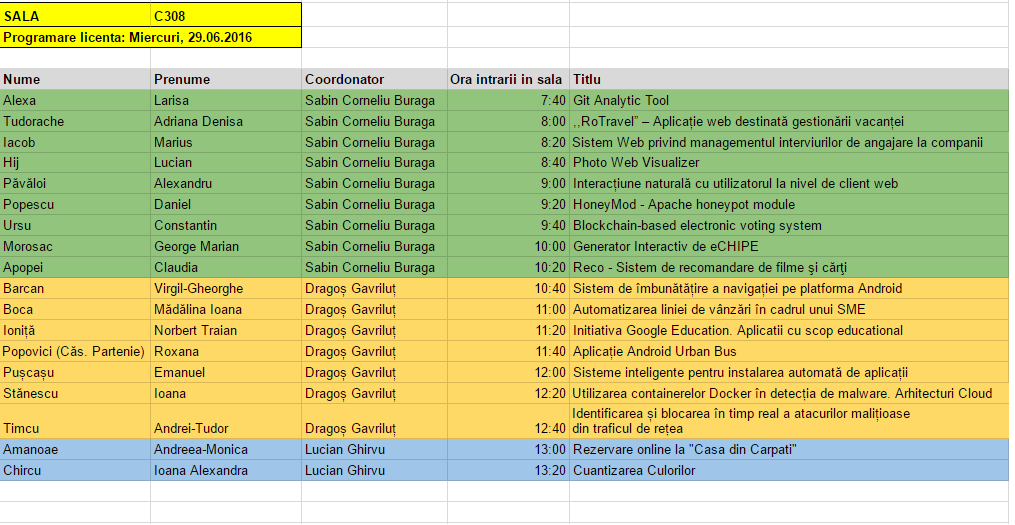 SALA C308
Programare licenta: Miercuri, 29.06.2016
Nume Prenume Coordonator Ora intrarii in sala Titlu
Alexa Larisa Sabin Corneliu Buraga 7:40 Git Analytic Tool
Tudorache Adriana Denisa Sabin Corneliu Buraga 8:00 ,,RoTravel” – Aplicație web destinată gestionării vacanței
Iacob Marius Sabin Corneliu Buraga 8:20 Sistem Web privind managementul interviurilor de angajare la companii
Hij Lucian Sabin Corneliu Buraga 8:40 Photo Web Visualizer
Păvăloi Alexandru Sabin Corneliu Buraga 9:00 Interacțiune naturală cu utilizatorul la nivel de client web
Popescu Daniel Sabin Corneliu Buraga 9:20 HoneyMod - Apache honeypot module
Ursu Constantin Sabin Corneliu Buraga 9:40 Blockchain-based electronic voting system
Morosac George Marian Sabin Corneliu Buraga 10:00 Generator Interactiv de eCHIPE
Apopei Claudia Sabin Corneliu Buraga 10:20 Reco - Sistem de recomandare de filme şi cărţi
Barcan Virgil-Gheorghe Dragoș Gavriluț 10:40 Sistem de îmbunătățire a navigației pe platforma Android
Boca Mădălina Ioana Dragoș Gavriluț 11:00 Automatizarea liniei de vânzări în cadrul unui SME
Ioniță Norbert Traian Dragoș Gavriluț 11:20 Initiativa Google Education. Aplicatii cu scop educational
Popovici (Căs. Partenie) Roxana Dragoș Gavriluț 11:40 Aplicație Android Urban Bus
Pușcașu Emanuel Dragoș Gavriluț 12:00 Sisteme inteligente pentru instalarea automată de aplicații
Stănescu Ioana Dragoș Gavriluț 12:20 Utilizarea containerelor Docker în detecția de malware. Arhitecturi Cloud
Identificarea și blocarea în timp real a atacurilor malițioase
Timcu Andrei-Tudor Dragoș Gavriluț 12:40 din traficul de rețea
Amanoae Andreea-Monica Lucian Ghirvu 13:00 Rezervare online la "Casa din Carpati"
Chircu Ioana Alexandra Lucian Ghirvu 13:20 Cuantizarea Culorilor